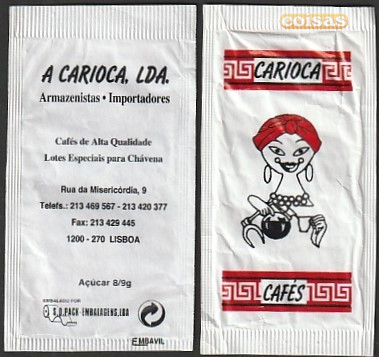 A CARIOCA, LDA.
Armazenistas • Importadores
Cafés de Alta Qualidade
Lotes Especiais para Chávena
Rua da Misericórdia, 9
Telefs.: 213 469 567 - 213 420 377
Fax: 213 429 445
1200 - 270 LISBOA
Açúcar 8/9g
EMBALADO POR
S.D.PACK-EMBALAGENS,LDA
EMBAVIL
coisas
CARIOCA
CAFÉS